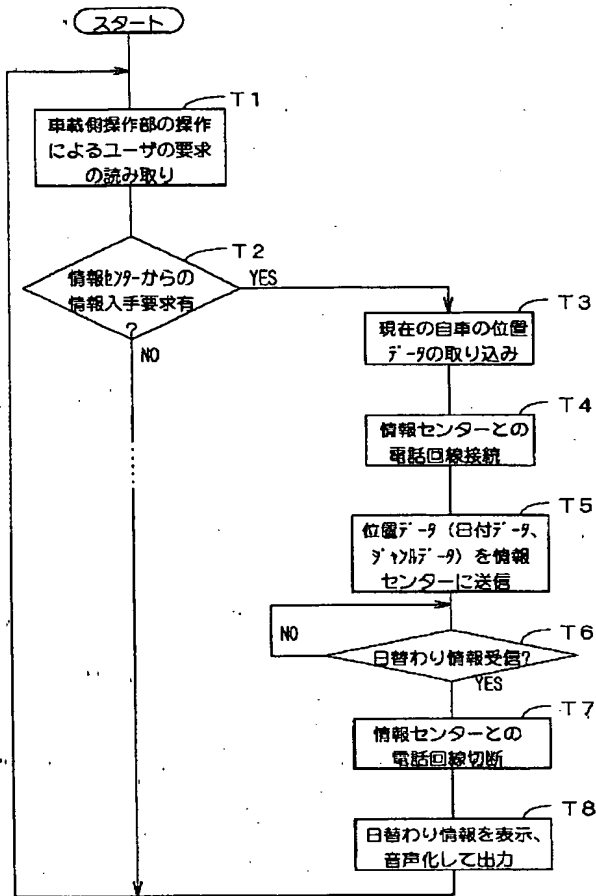 スタート
T1
車載側操作部の操作
によるユーザの要求
の読み取り
T2
情報ｾﾝﾀｰからの
情報入手要求有
?
YES
NO
T3
現在の自車の位置
ﾃﾞｰﾀの取り込み
T4
情報センターとの
電話回線接続
T5
位置ﾃﾞｰﾀ（日付ﾃﾞｰﾀ、
ｼﾞｬﾝﾙﾃﾞｰﾀ）を情報
センターに送信
T6
日替わり情報受信?
NO
YES
T7
情報センターとの
電話回線切断
T8
日替わり情報を表示、
音声化して出力